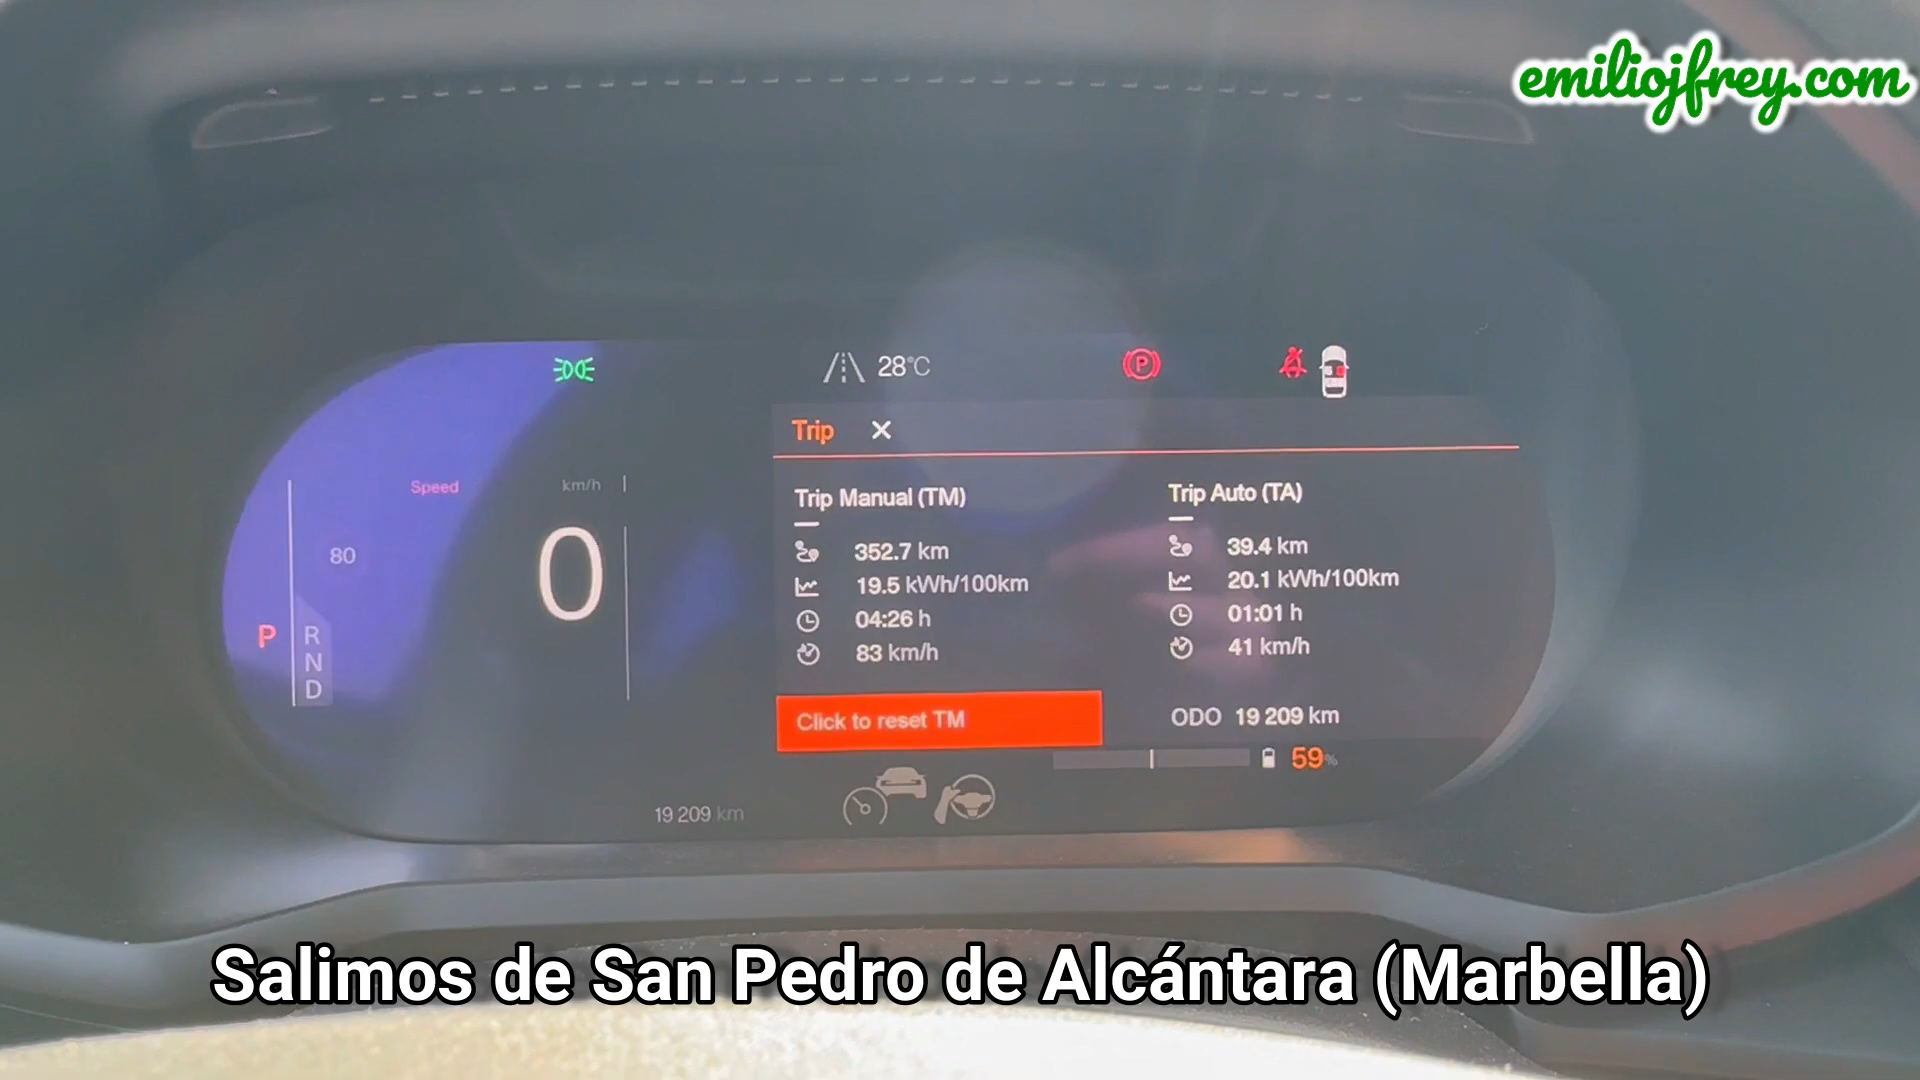 emiliojfrey.com
28°C
P
Trip X
Speed km/h
Trip Manual (TM)
Trip Auto (TA)
80
0
352.7 km
39.4 km
19.5 kWh/100km
20.1 kWh/100km
04:26 h
01:01 h
83 km/h
41 km/h
P R
N
D
Click to reset TM
ODO 19 209 km
59%
19 209 km
Salimos de San Pedro de Alcántara (Marbella)